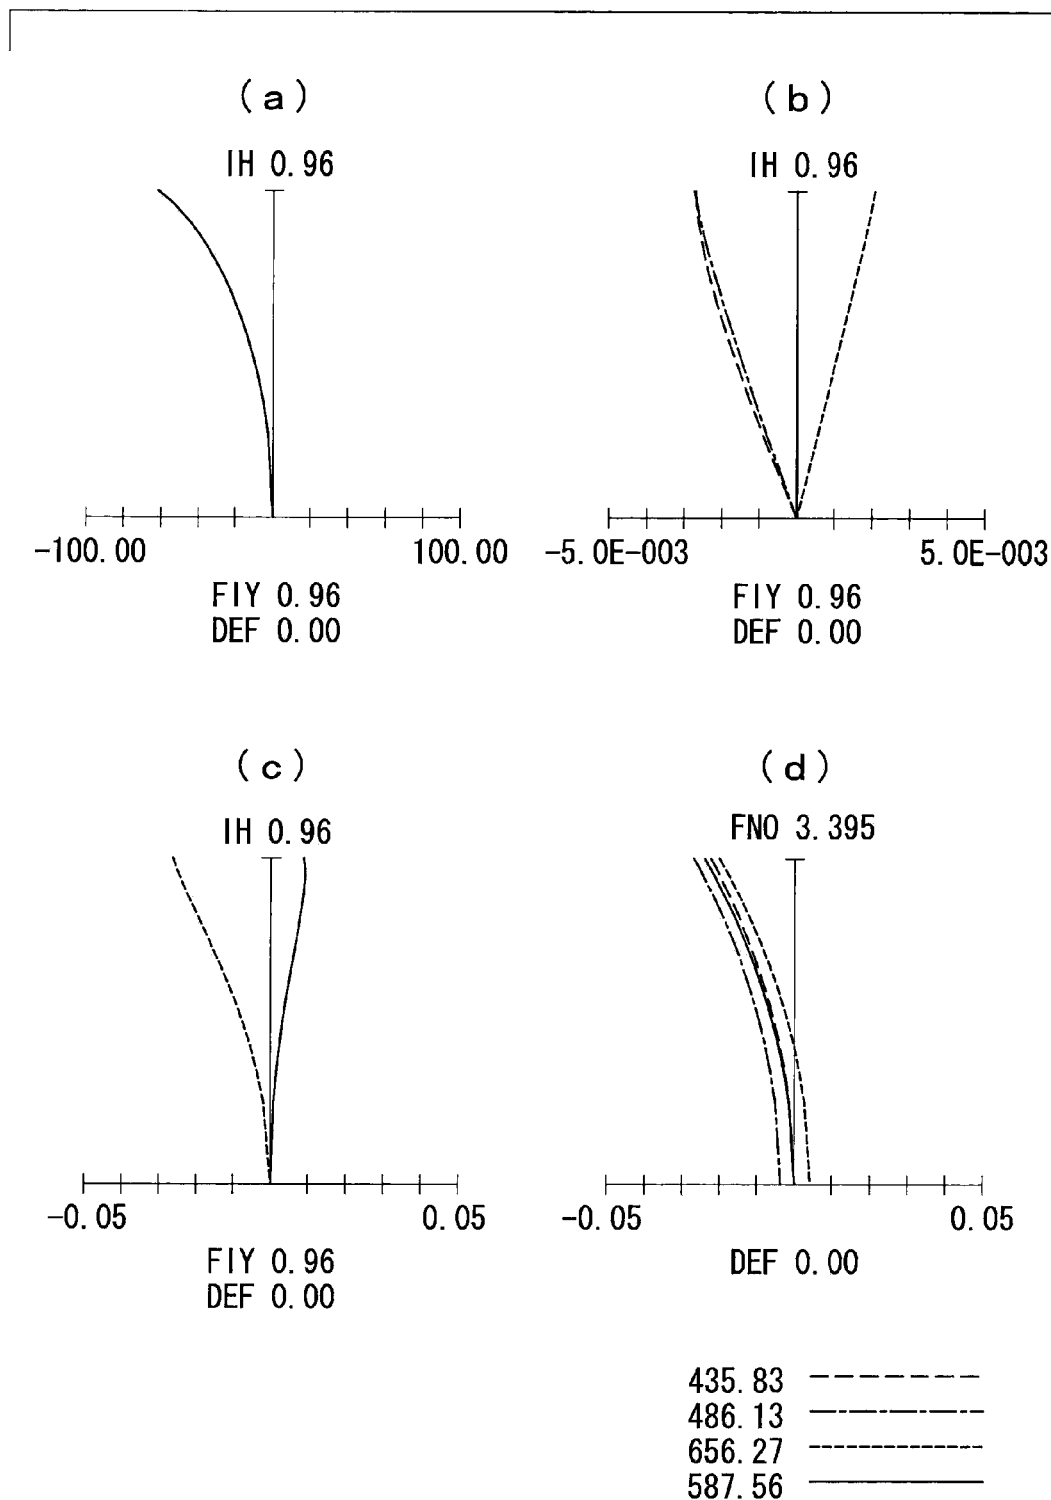 (a)
IH 0.96
-100.00 100.00
FIY 0.96
DEF 0.00
(b)
IH 0.96
-5.0E-003 5.0E-003
FIY 0.96
DEF 0.00
(c)
IH 0.96
-0.05 0.05
FIY 0.96
DEF 0.00
(d)
FNO 3.395
-0.05 0.05
DEF 0.00
435.83
486.13
656.27
587.56